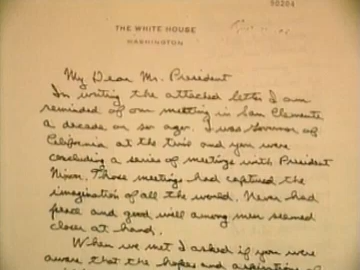 90204
THE WHITE HOUSE
WASHINGTON
My Dear Mr. President
In writing the attached letter I am
reminded of our meeting in San Clemente
a decade or so ago. I was Governor of
California at the time and you were
concluding a series of meetings with President
Nixon. Those meetings had captured the
imagination of all the world. Never had
peace and good will among men seemed
closer at hand.
When we met I asked if you were
aware that the hopes and aspirations of